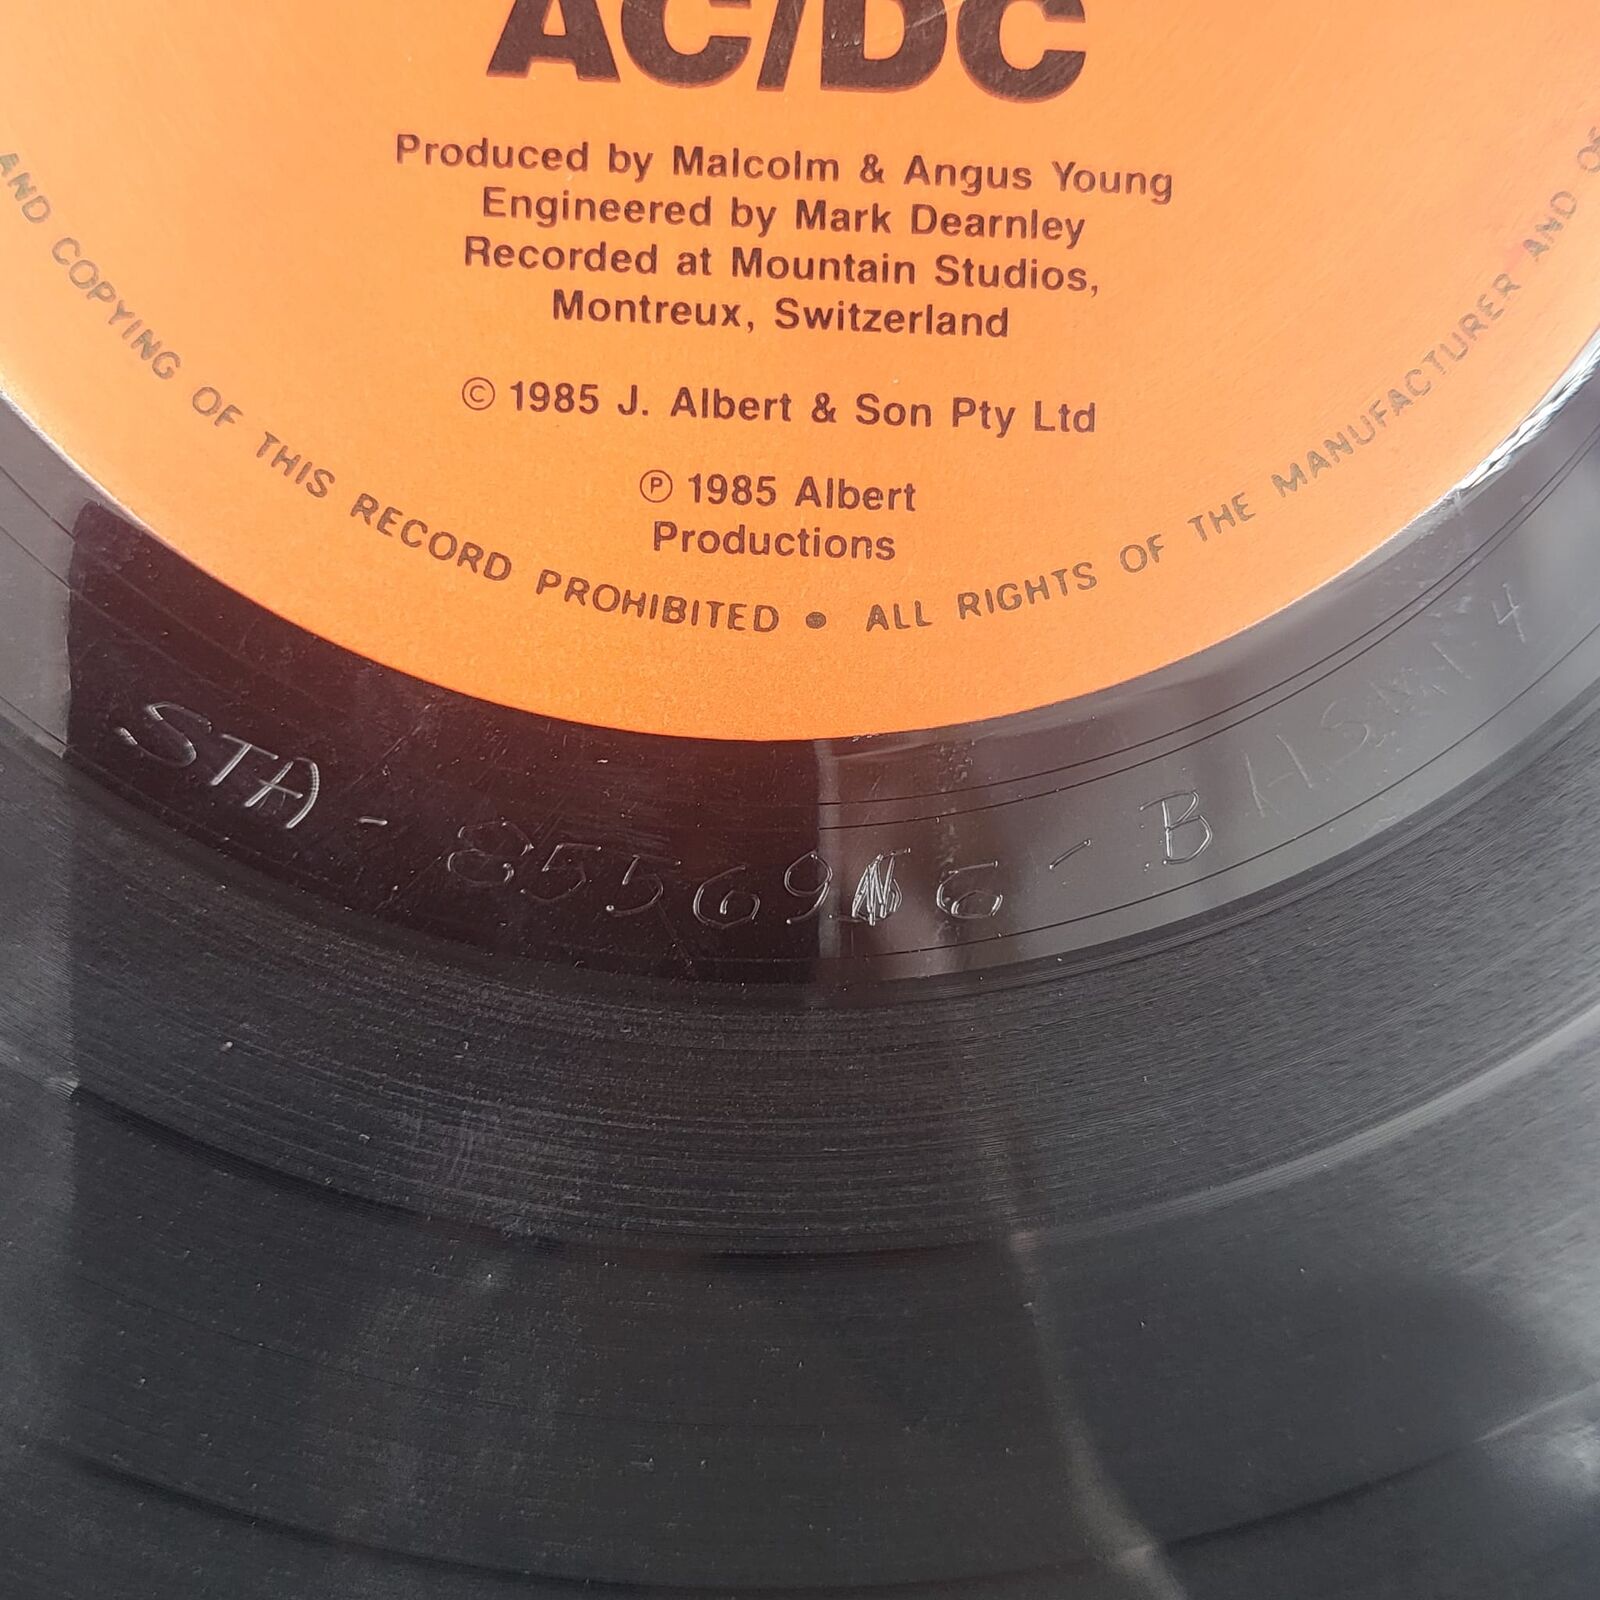 AC/DC
Produced by Malcolm & Angus Young
Engineered by Mark Dearnley
Recorded at Mountain Studios,
Montreux, Switzerland
© 1985 J. Albert & Son Pty Ltd
℗ 1985 Albert
Productions
AND COPYING OF THIS RECORD PROHIBITED • ALL RIGHTS OF THE MANUFACTURER AND
STA - B